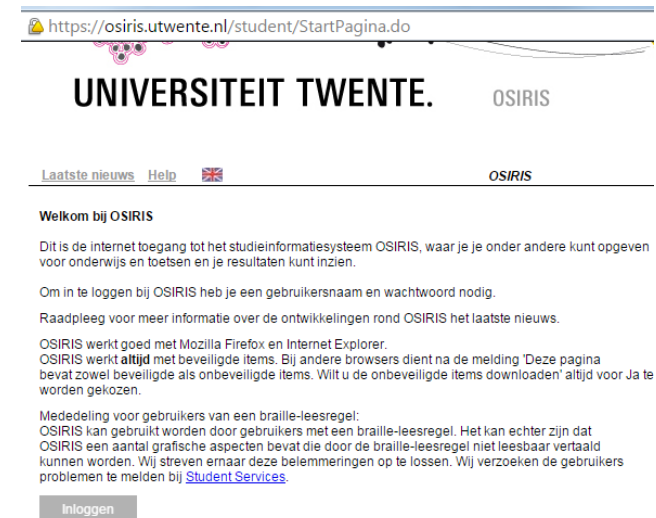 https://osiris.utwente.nl/student/StartPagina.do
UNIVERSITEIT TWENTE. OSIRIS
Laatste nieuws Help OSIRIS
Welkom bij OSIRIS
Dit is de internet toegang tot het studieinformatiesysteem OSIRIS, waar je je onder andere kunt opgeven
voor onderwijs en toetsen en je resultaten kunt inzien.
Om in te loggen bij OSIRIS heb je een gebruikersnaam en wachtwoord nodig.
Raadpleeg voor meer informatie over de ontwikkelingen rond OSIRIS het laatste nieuws.
OSIRIS werkt goed met Mozilla Firefox en Internet Explorer.
OSIRIS werkt altijd met beveiligde items. Bij andere browsers dient na de melding 'Deze pagina
bevat zowel beveiligde als onbeveiligde items. Wilt u de onbeveiligde items downloaden' altijd voor Ja te
worden gekozen.
Mededeling voor gebruikers van een braille-leesregel:
OSIRIS kan gebruikt worden door gebruikers met een braille-leesregel. Het kan echter zijn dat
OSIRIS een aantal grafische aspecten bevat die door de braille-leesregel niet leesbaar vertaald
kunnen worden. Wij streven ernaar deze belemmeringen op te lossen. Wij verzoeken de gebruikers
problemen te melden bij Student Services.
Inloggen